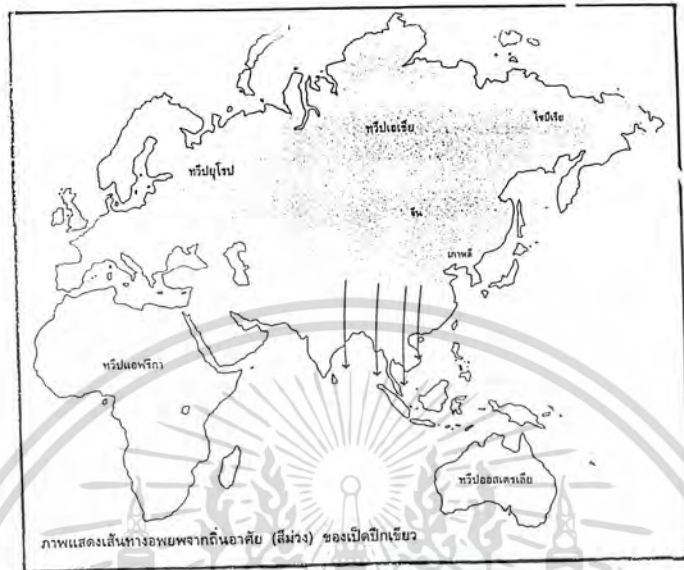 ทวีปเอเชีย
ไซบีเรีย
ทวีปยุโรป
จีน
เกาหลี
ทวีปแอฟริกา
ทวีปออสเตรเลีย
ภาพแสดงเส้นทางอพยพจากถิ่นอาศัย (สีม่วง) ของเป็ดปีกเขียว